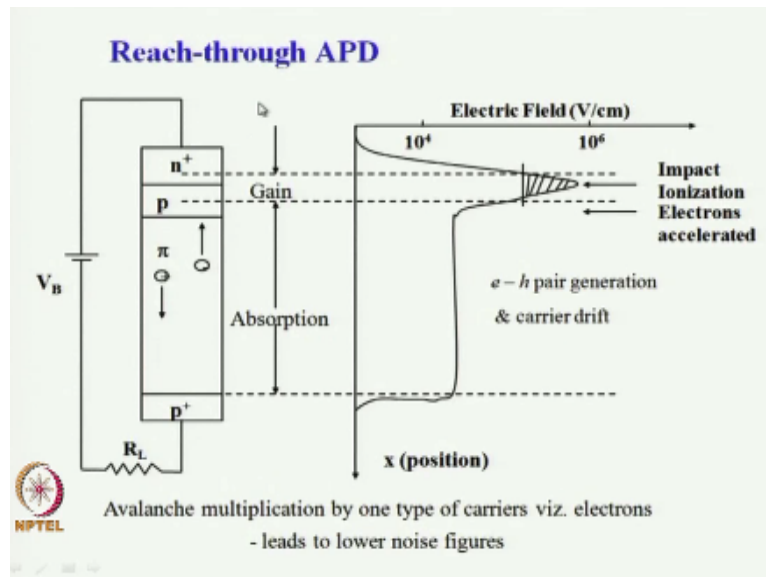 Reach-through APD
Electric Field (V/cm)
10⁴
10⁶
n⁺
Gain
Impact
Ionization
p
Electrons
accelerated
π
V_B
e – h pair generation
& carrier drift
Absorption
p⁺
R_L
x (position)
NPTEL
Avalanche multiplication by one type of carriers viz. electrons
- leads to lower noise figures